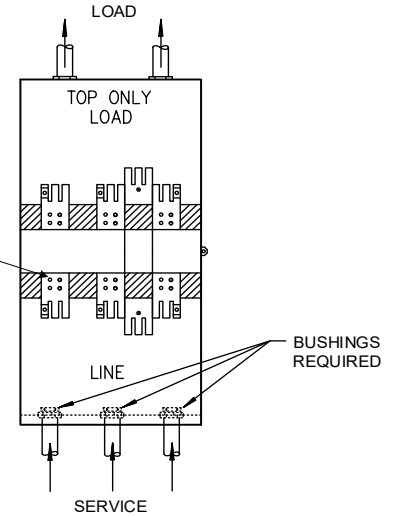 LOAD
TOP ONLY
LOAD
LINE
BUSHINGS
REQUIRED
SERVICE